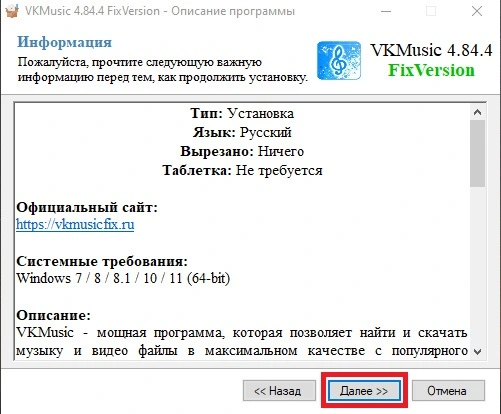 VKMusic 4.84.4 FixVersion - Описание программы
Информация
Пожалуйста, прочтите следующую важную
информацию перед тем, как продолжить установку.
VKMusic 4.84.4
FixVersion
Тип: Установка
Язык: Русский
Вырезано: Ничего
Таблетка: Не требуется
Официальный сайт:
https://vkmusicfix.ru
Системные требования:
Windows 7 / 8 / 8.1 / 10 / 11 (64-bit)
Описание:
VKMusic - мощная программа, которая позволяет найти и скачать
музыку и видео файлы в максимальном качестве с популярного
<< Назад
Далее >>
Отмена